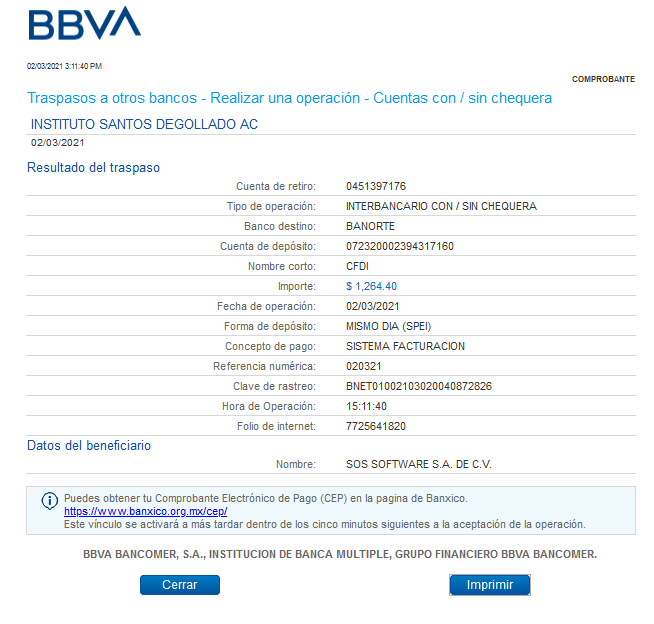 BBVA
02/03/2021 3:11:40 PM
COMPROBANTE
Traspasos a otros bancos - Realizar una operación - Cuentas con / sin chequera
INSTITUTO SANTOS DEGOLLADO AC
02/03/2021
Resultado del traspaso
Cuenta de retiro: 0451397176
Tipo de operación: INTERBANCARIO CON / SIN CHEQUERA
Banco destino: BANORTE
Cuenta de depósito: 072320002394317160
Nombre corto: CFDI
Importe: $ 1,264.40
Fecha de operación: 02/03/2021
Forma de depósito: MISMO DIA (SPEI)
Concepto de pago: SISTEMA FACTURACION
Referencia numérica: 020321
Clave de rastreo: BNET01002103020040872826
Hora de Operación: 15:11:40
Folio de internet: 7725641820
Datos del beneficiario
Nombre: SOS SOFTWARE S.A. DE C.V.
Puedes obtener tu Comprobante Electrónico de Pago (CEP) en la pagina de Banxico.
https://www.banxico.org.mx/cep/
Este vínculo se activará a más tardar dentro de los cinco minutos siguientes a la aceptación de la operación.
BBVA BANCOMER, S.A., INSTITUCION DE BANCA MULTIPLE, GRUPO FINANCIERO BBVA BANCOMER.
Cerrar Imprimir